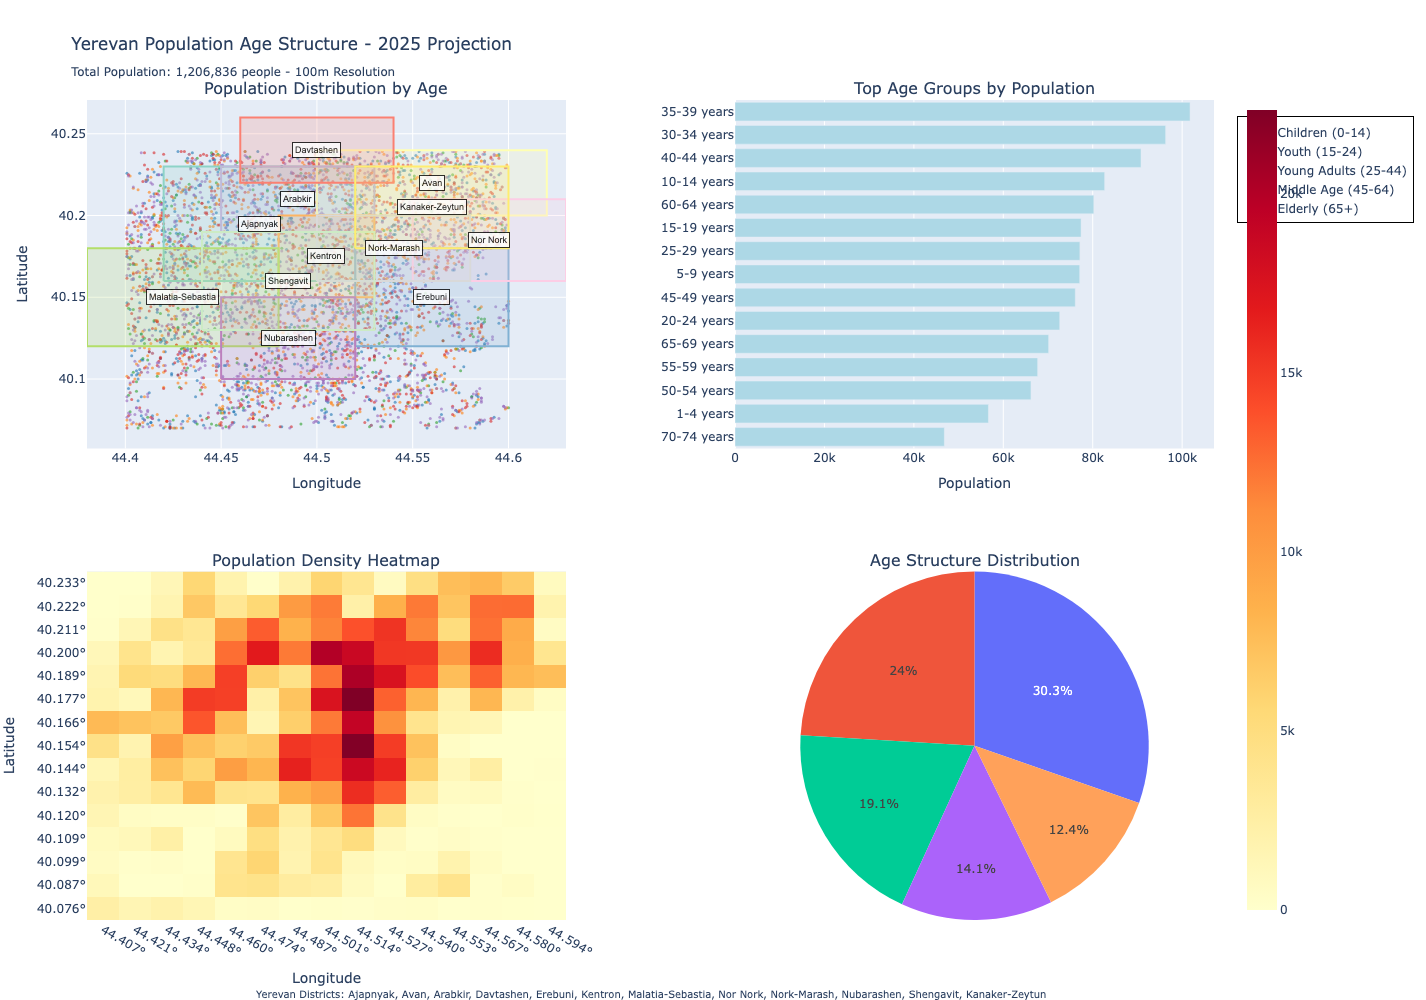 Yerevan Population Age Structure - 2025 Projection
Total Population: 1,206,836 people - 100m Resolution
Population Distribution by Age
40.25
40.2
40.15
40.1
Latitude
Davtashen
Avan
Arabkir
Kanaker-Zeytun
Ajapnyak
Nor Nork
Nork-Marash
Kentron
Shengavit
Malatia-Sebastia
Erebuni
Nubarashen
44.4 44.45 44.5 44.55 44.6
Longitude
Top Age Groups by Population
35-39 years
30-34 years
40-44 years
10-14 years
60-64 years
15-19 years
25-29 years
5-9 years
45-49 years
20-24 years
65-69 years
55-59 years
50-54 years
1-4 years
70-74 years
0 20k 40k 60k 80k 100k
Population
Children (0-14)
Youth (15-24)
Young Adults (25-44)
Middle Age (45-64)
Elderly (65+)
20k
15k
10k
5k
0
Population Density Heatmap
40.233°
40.222°
40.211°
40.200°
40.189°
40.177°
40.166°
40.154°
40.144°
40.132°
40.120°
40.109°
40.099°
40.087°
40.076°
Latitude
44.407° 44.421° 44.434° 44.448° 44.460° 44.474° 44.487° 44.501° 44.514° 44.527° 44.540° 44.553° 44.567° 44.580° 44.594°
Longitude
Age Structure Distribution
24%
30.3%
19.1%
12.4%
14.1%
Yerevan Districts: Ajapnyak, Avan, Arabkir, Davtashen, Erebuni, Kentron, Malatia-Sebastia, Nor Nork, Nork-Marash, Nubarashen, Shengavit, Kanaker-Zeytun